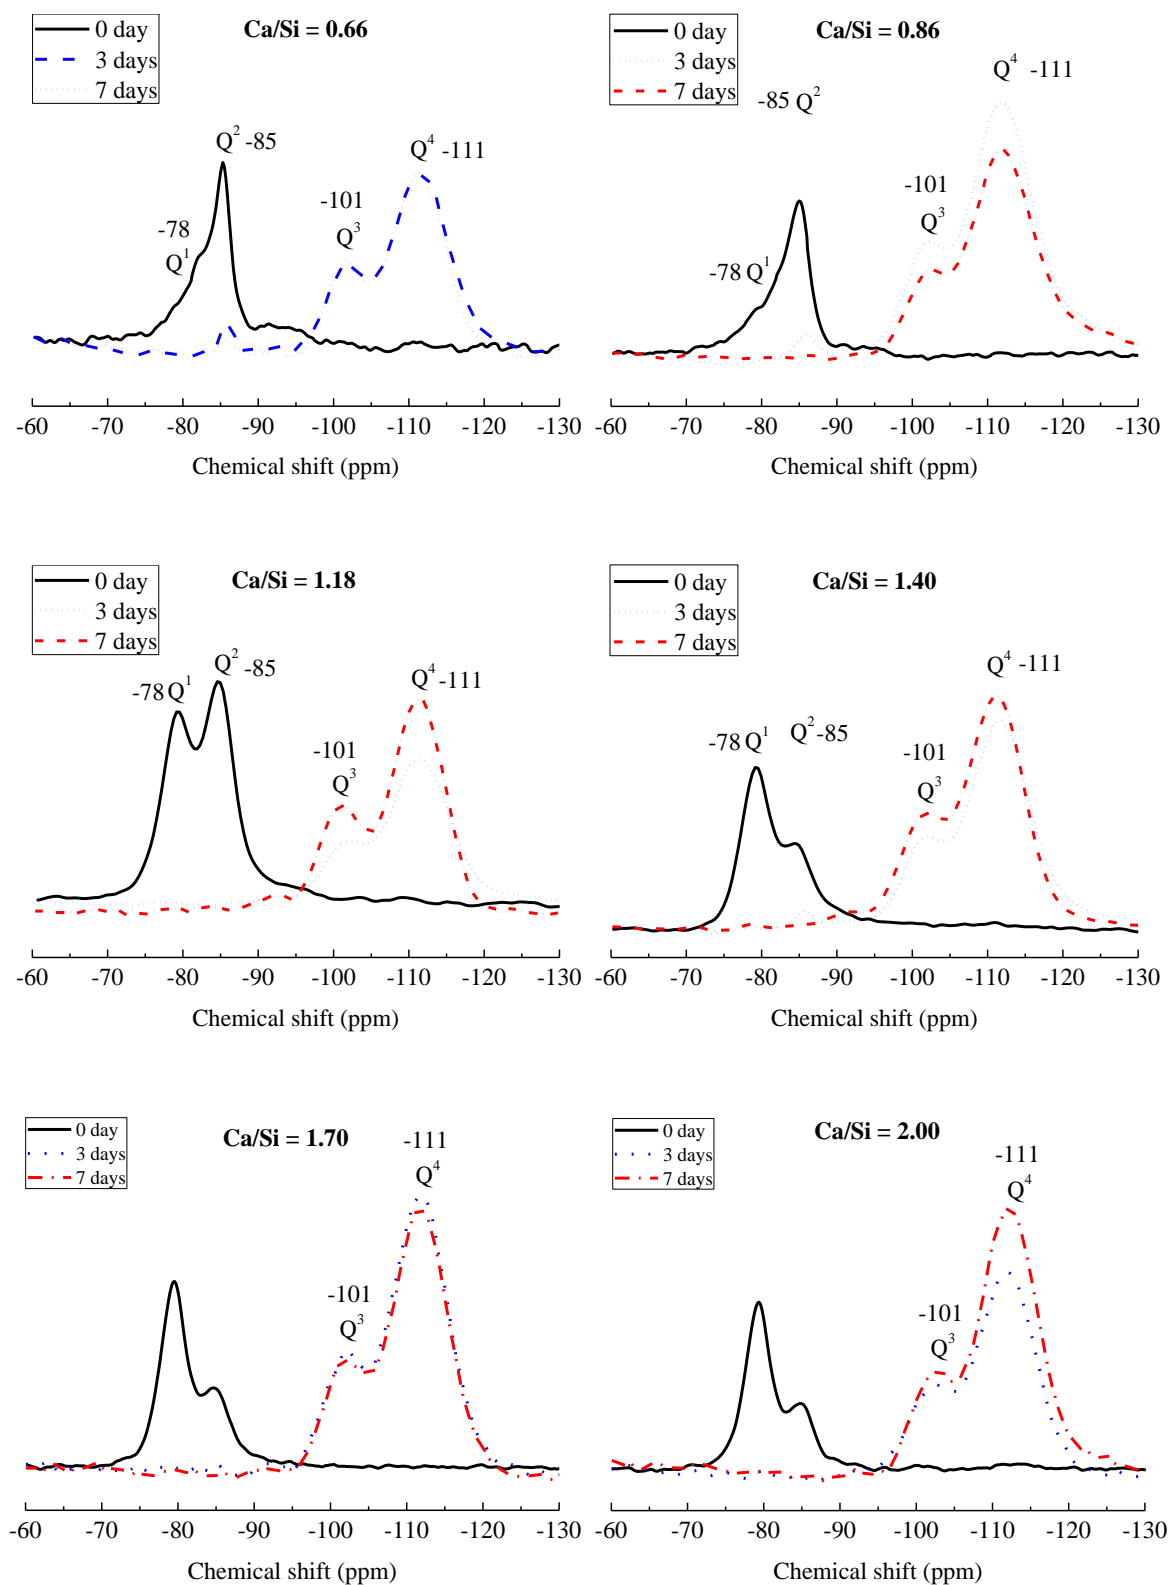 0 day
3 days
7 days
Ca/Si = 0.66
Q2 -85
-78
Q1
-101
Q3
Q4 -111
-60 -70 -80 -90 -100 -110 -120 -130
Chemical shift (ppm)
0 day
3 days
7 days
Ca/Si = 0.86
-85 Q2
-78 Q1
-101
Q3
Q4 -111
-60 -70 -80 -90 -100 -110 -120 -130
Chemical shift (ppm)
0 day
3 days
7 days
Ca/Si = 1.18
-78 Q1
Q2 -85
-101
Q3
Q4 -111
-60 -70 -80 -90 -100 -110 -120 -130
Chemical shift (ppm)
0 day
3 days
7 days
Ca/Si = 1.40
-78 Q1
Q2 -85
-101
Q3
Q4 -111
-60 -70 -80 -90 -100 -110 -120 -130
Chemical shift (ppm)
0 day
3 days
7 days
Ca/Si = 1.70
-111
Q4
-101
Q3
-60 -70 -80 -90 -100 -110 -120 -130
Chemical shift (ppm)
0 day
3 days
7 days
Ca/Si = 2.00
-111
Q4
-101
Q3
-60 -70 -80 -90 -100 -110 -120 -130
Chemical shift (ppm)